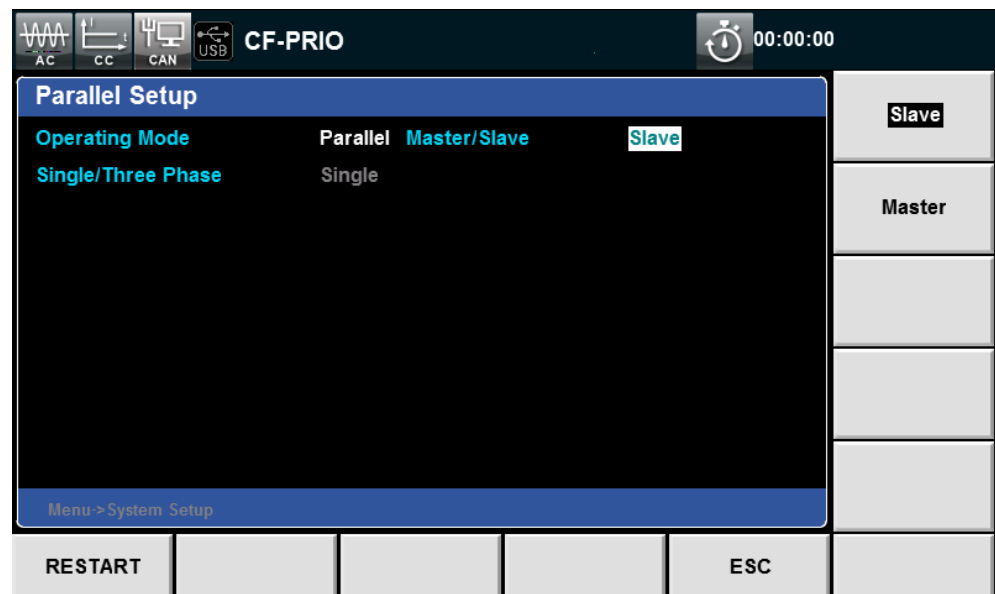 AC CC t CAN USB CF-PRIO 00:00:00
Parallel Setup
Slave
Operating Mode Parallel Master/Slave Slave
Single/Three Phase Single
Master
Menu->System Setup
RESTART ESC